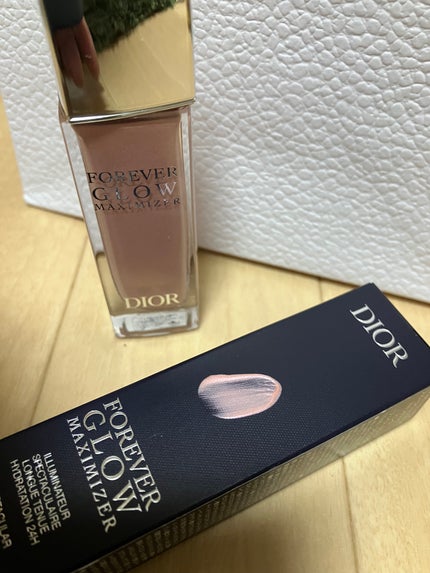 FOREVER
GLOW
MAXIMIZER
DIOR
DIOR
FOREVER
GLOW
MAXIMIZER
ILLUMINATEUR
SPECTACULAIRE
LONGUE TENUE
HYDRATATION 24H